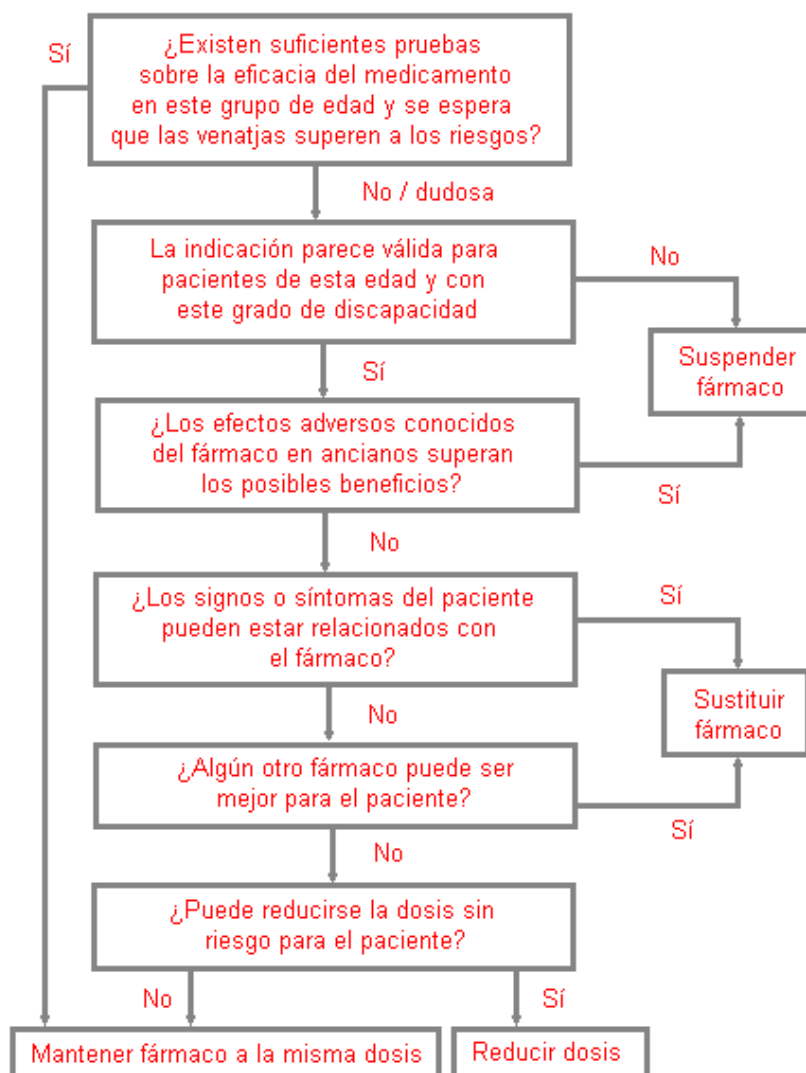 ¿Existen suficientes pruebas
sobre la eficacia del medicamento
en este grupo de edad y se espera
que las venatjas superen a los riesgos?
Sí
No / dudosa
La indicación parece válida para
pacientes de esta edad y con
este grado de discapacidad
No
Suspender
fármaco
Sí
¿Los efectos adversos conocidos
del fármaco en ancianos superan
los posibles beneficios?
Sí
No
¿Los signos o síntomas del paciente
pueden estar relacionados con
el fármaco?
Sí
Sustituir
fármaco
No
¿Algún otro fármaco puede ser
mejor para el paciente?
Sí
No
¿Puede reducirse la dosis sin
riesgo para el paciente?
No
Sí
Mantener fármaco a la misma dosis
Reducir dosis